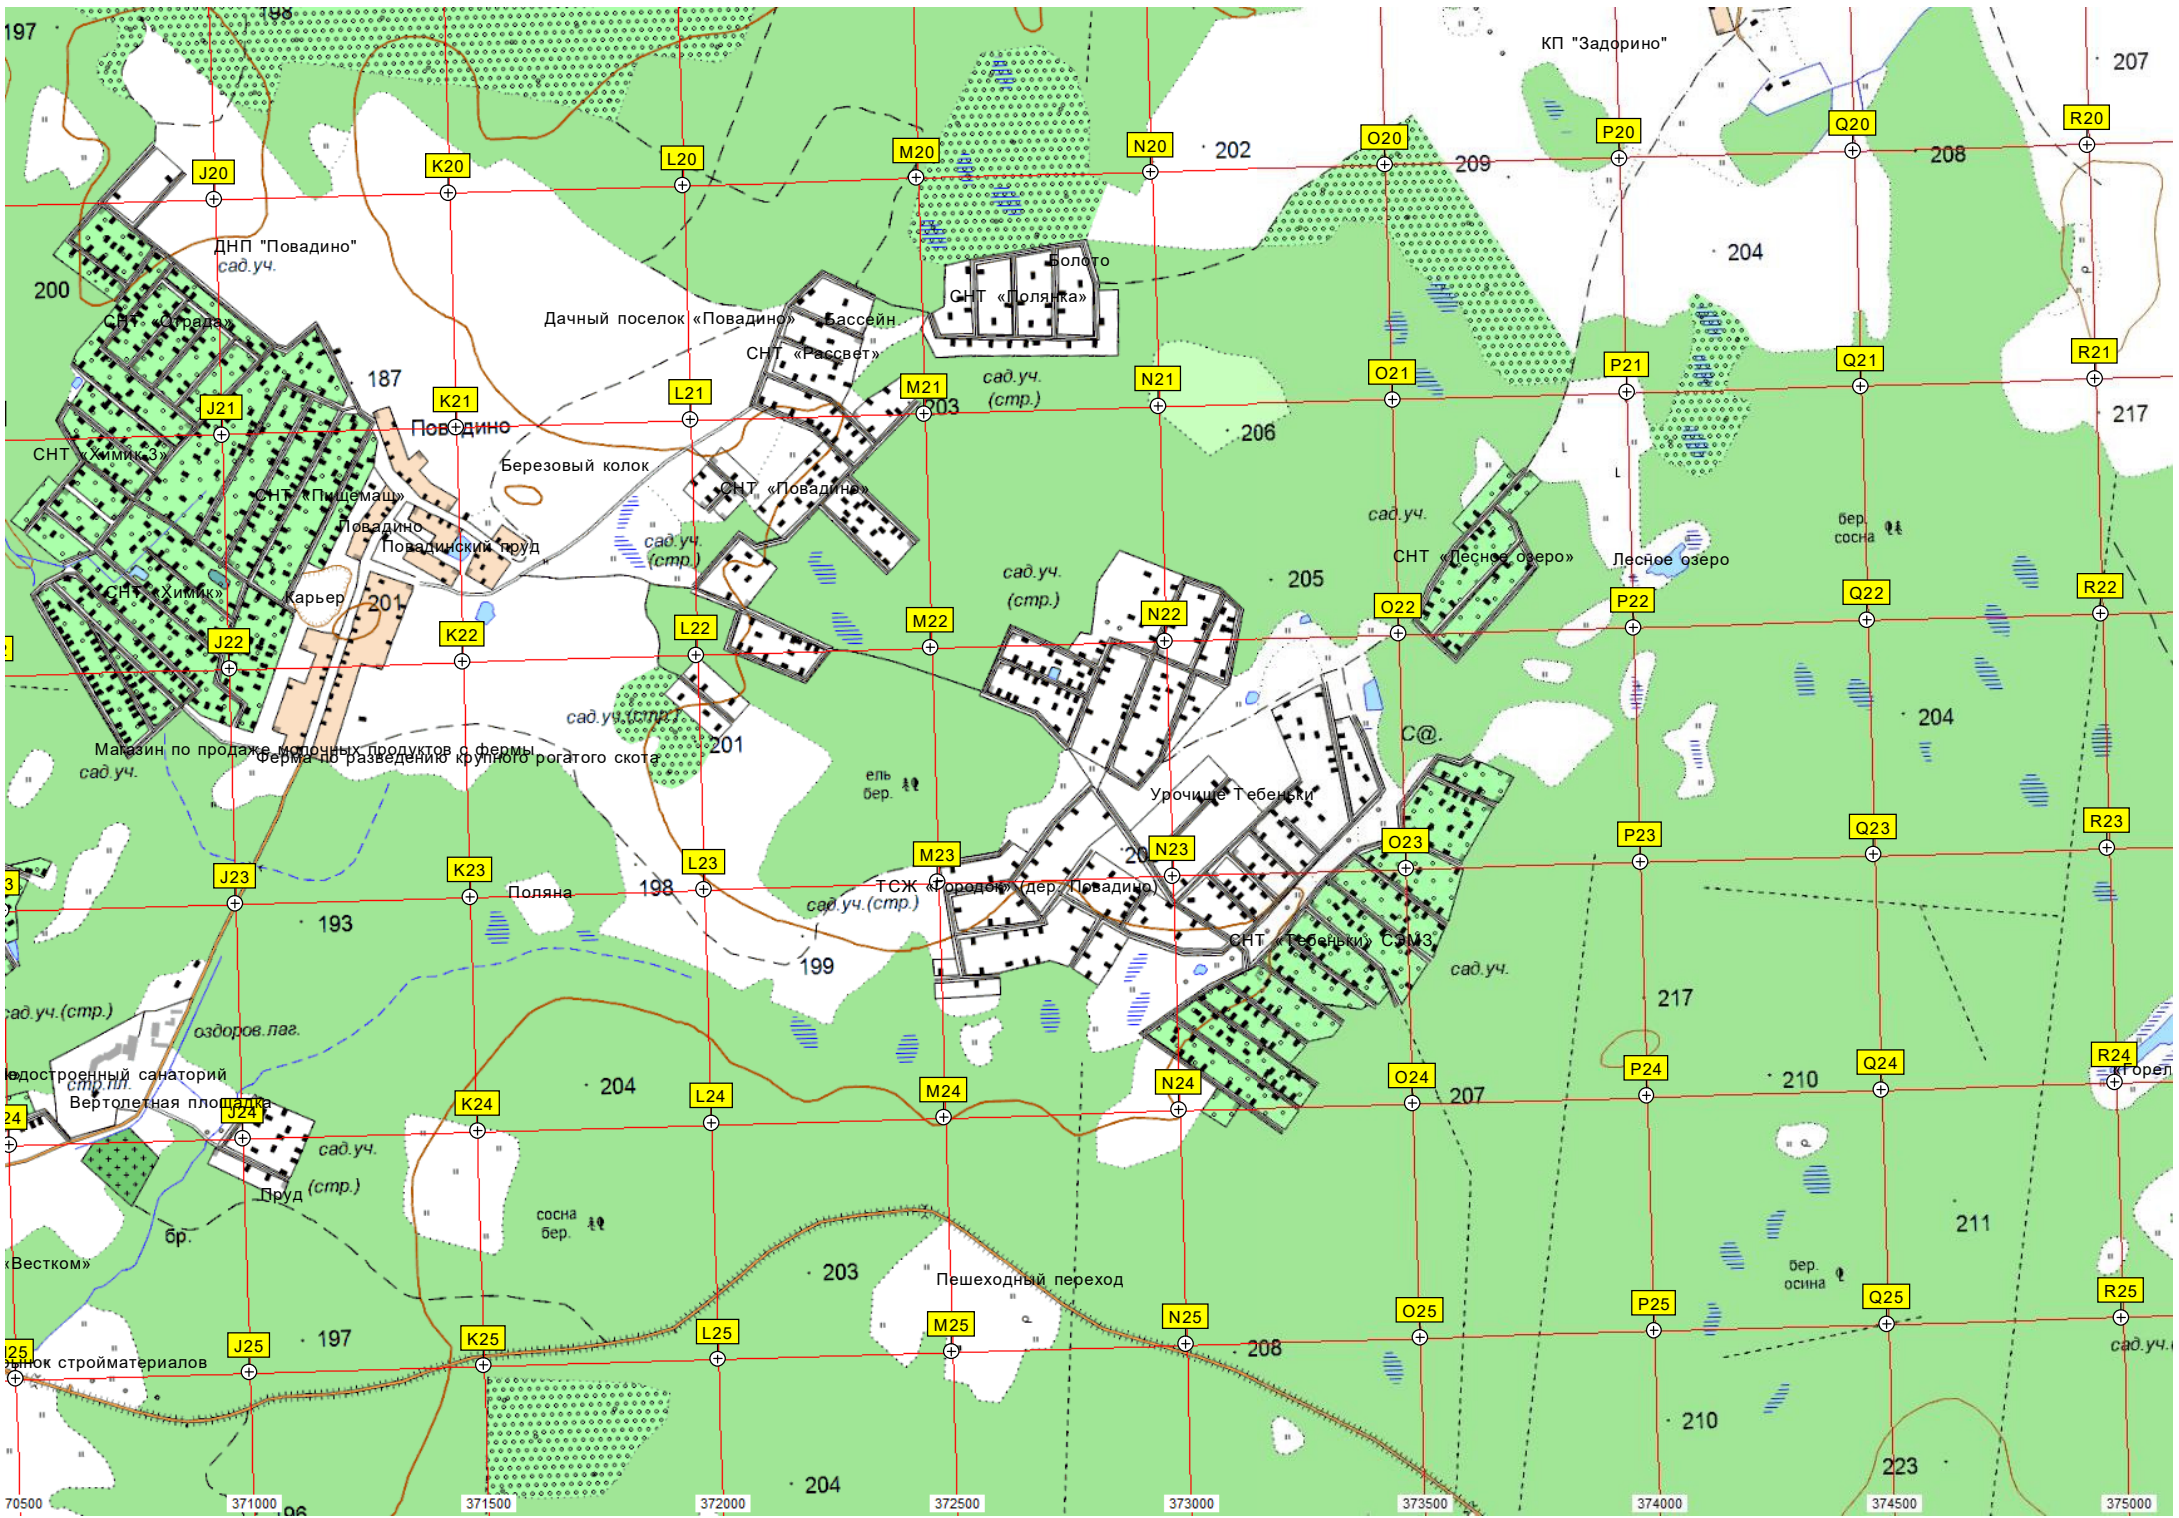 198
197
КП "Задорино"
207
R20
Q20
P20
O20
N20
M20
L20
K20
J20
202
209
208
ДНП "Повадино"
сад.уч.
204
Болото
200
СНТ «Полянка»
СНТ «Отрада»
Дачный поселок «Повадино»
Бассейн
СНТ «Рассвет»
187
сад.уч.
(стр.)
R21
Q21
P21
O21
N21
M21
L21
K21
J21
203
217
Повадино
206
СНТ «Химик-3»
Березовый колок
СНТ «Пищемаш»
СНТ «Повадино»
сад.уч.
Повадино
бер.
сосна
Повадинский пруд
сад.уч.
(стр.)
СНТ «Лесное озеро»
Лесное озеро
сад.уч.
(стр.)
205
СНТ «Химик»
Карьер
201
R22
Q22
P22
O22
N22
M22
L22
K22
J22
сад.уч.(стр.)
204
С@.
201
Магазин по продаже молочных продуктов с фермы
Ферма по разведению крупного рогатого скота
сад.уч.
ель
бер.
Урочище Тебеньки
R23
Q23
P23
O23
N23
M23
L23
K23
J23
Поляна
198
ТСЖ «Городок» (дер. Повадино)
сад.уч.(стр.)
193
СНТ «Тебеньки» СЭМЗ
199
сад.уч.
217
сад.уч.(стр.)
оздоров.лаг.
R24
Q24
P24
O24
N24
M24
L24
K24
J24
24
санаторий
стр.пл.
Вертолетная площадка
204
207
210
сад.уч.
(стр.)
Пруд
сосна
бер.
бр.
211
«Вестком»
203
Пешеходный переход
бер.
осина
R25
Q25
P25
O25
N25
M25
L25
K25
J25
25
197
208
сад.уч.
рынок стройматериалов
210
223
204
196
70500
371000
371500
372000
372500
373000
373500
374000
374500
375000